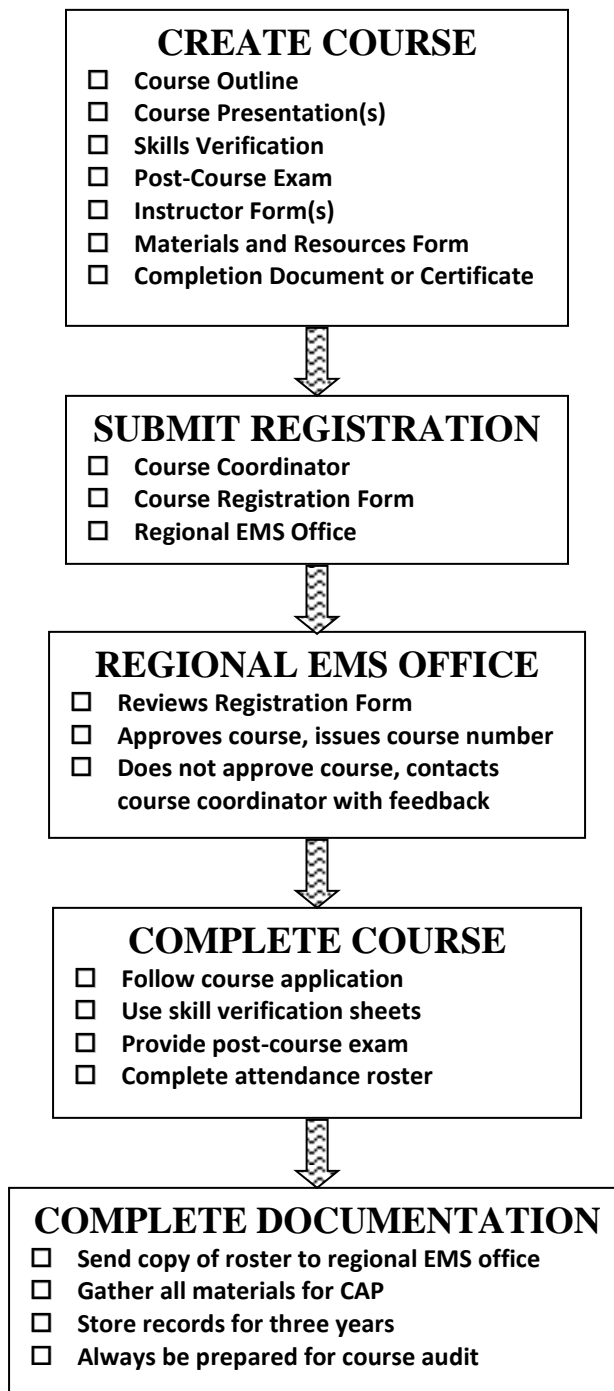 CREATE COURSE
☐ Course Outline
☐ Course Presentation(s)
☐ Skills Verification
☐ Post-Course Exam
☐ Instructor Form(s)
☐ Materials and Resources Form
☐ Completion Document or Certificate
SUBMIT REGISTRATION
☐ Course Coordinator
☐ Course Registration Form
☐ Regional EMS Office
REGIONAL EMS OFFICE
☐ Reviews Registration Form
☐ Approves course, issues course number
☐ Does not approve course, contacts
course coordinator with feedback
COMPLETE COURSE
☐ Follow course application
☐ Use skill verification sheets
☐ Provide post-course exam
☐ Complete attendance roster
COMPLETE DOCUMENTATION
☐ Send copy of roster to regional EMS office
☐ Gather all materials for CAP
☐ Store records for three years
☐ Always be prepared for course audit